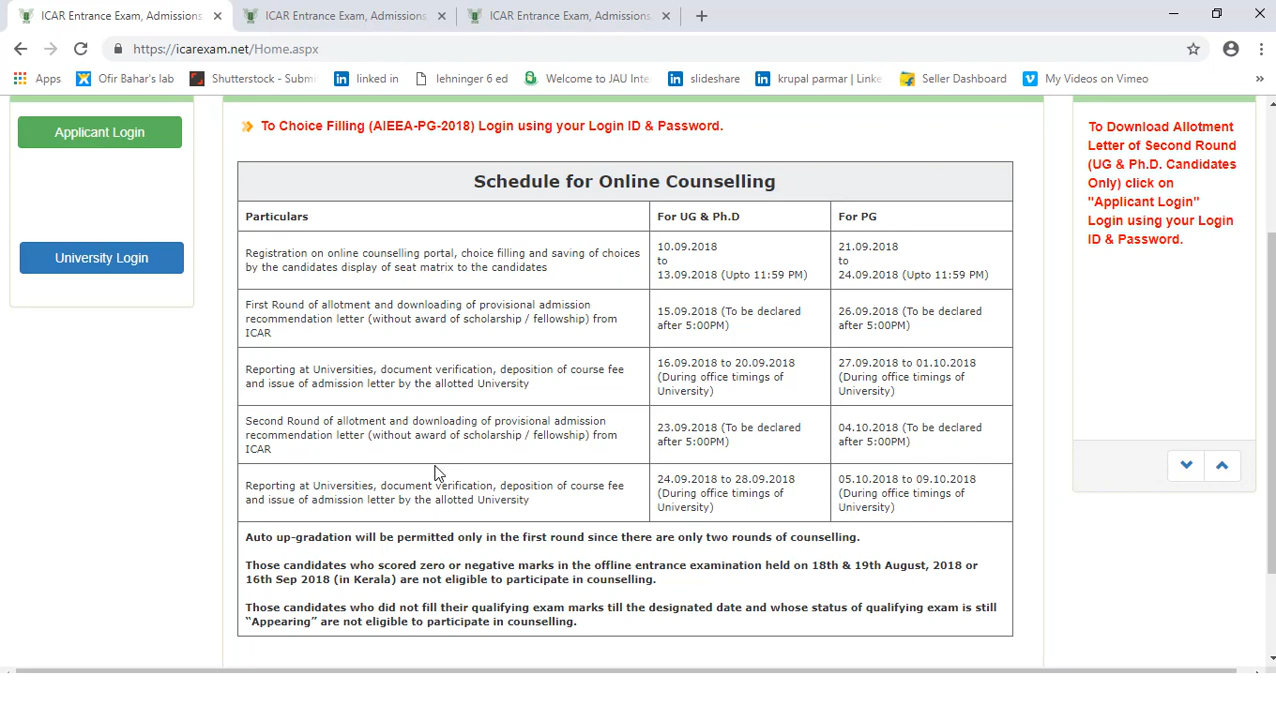 ICAR Entrance Exam, Admissions,
ICAR Entrance Exam, Admissions,
ICAR Entrance Exam, Admissions,
https://icarexam.net/Home.aspx
Apps
Ofir Bahar's lab
Shutterstock - Submi
linked in
lehninger 6 ed
Welcome to JAU Inte
slideshare
krupal parmar | Linke
Seller Dashboard
My Videos on Vimeo
»
Applicant Login
University Login
To Choice Filling (AIEEA-PG-2018) Login using your Login ID & Password.
Schedule for Online Counselling
Particulars
For UG & Ph.D
For PG
Registration on online counselling portal, choice filling and saving of choices
by the candidates display of seat matrix to the candidates
10.09.2018
to
13.09.2018 (Upto 11:59 PM)
21.09.2018
to
24.09.2018 (Upto 11:59 PM)
First Round of allotment and downloading of provisional admission
recommendation letter (without award of scholarship / fellowship) from
ICAR
15.09.2018 (To be declared
after 5:00PM)
26.09.2018 (To be declared
after 5:00PM)
Reporting at Universities, document verification, deposition of course fee
and issue of admission letter by the allotted University
16.09.2018 to 20.09.2018
(During office timings of
University)
27.09.2018 to 01.10.2018
(During office timings of
University)
Second Round of allotment and downloading of provisional admission
recommendation letter (without award of scholarship / fellowship) from
ICAR
23.09.2018 (To be declared
after 5:00PM)
04.10.2018 (To be declared
after 5:00PM)
Reporting at Universities, document verification, deposition of course fee
and issue of admission letter by the allotted University
24.09.2018 to 28.09.2018
(During office timings of
University)
05.10.2018 to 09.10.2018
(During office timings of
University)
Auto up-gradation will be permitted only in the first round since there are only two rounds of counselling.
Those candidates who scored zero or negative marks in the offline entrance examination held on 18th & 19th August, 2018 or
16th Sep 2018 (in Kerala) are not eligible to participate in counselling.
Those candidates who did not fill their qualifying exam marks till the designated date and whose status of qualifying exam is still
“Appearing” are not eligible to participate in counselling.
To Download Allotment
Letter of Second Round
(UG & Ph.D. Candidates
Only) click on
"Applicant Login"
Login using your Login
ID & Password.